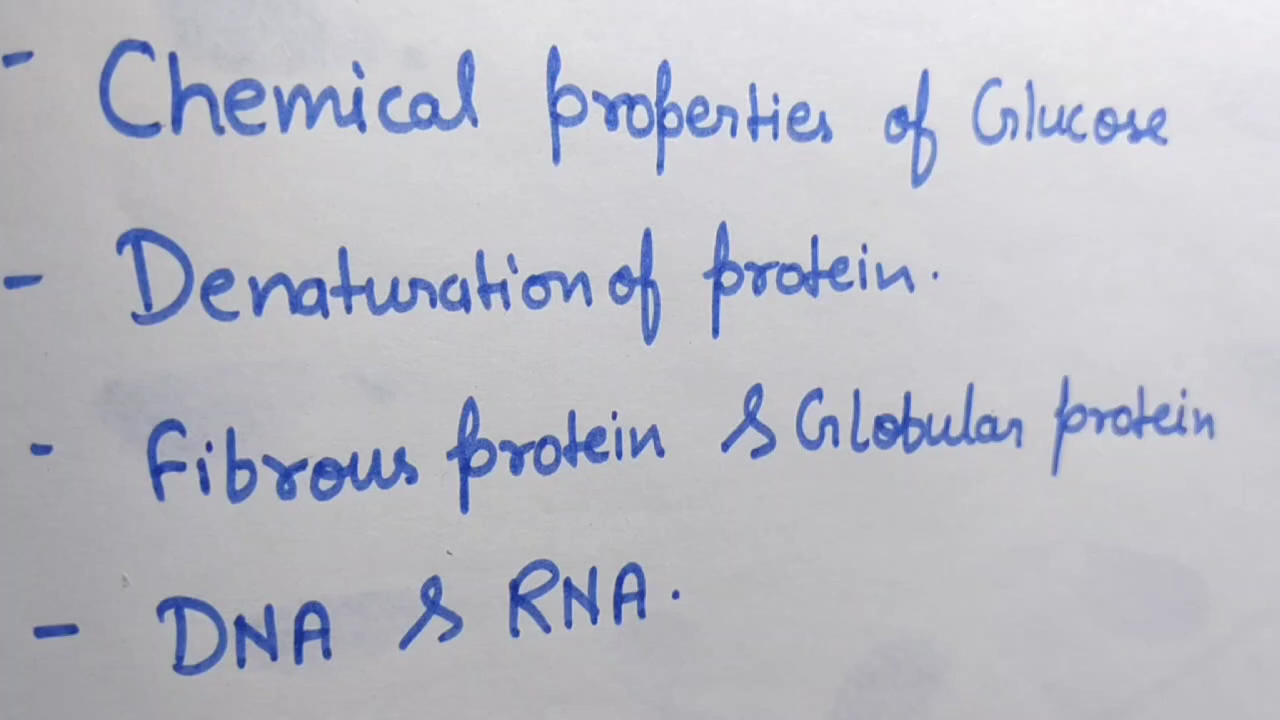 - Chemical properties of Glucose
- Denaturation of protein.
- Fibrous protein & Globular protein
- DNA & RNA.